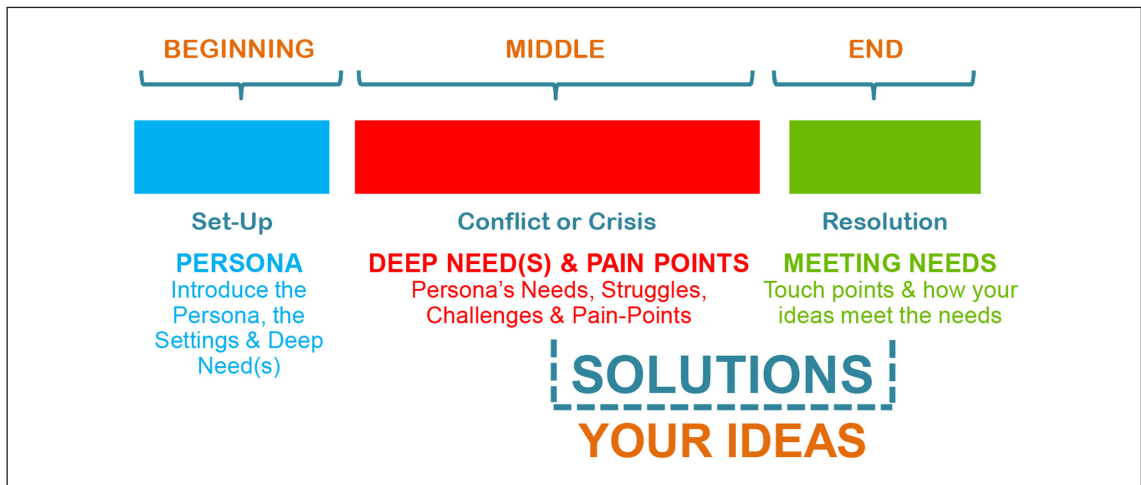 BEGINNING
MIDDLE
END
Set-Up
Conflict or Crisis
Resolution
PERSONA
Introduce the
Persona, the
Settings & Deep
Need(s)
DEEP NEED(S) & PAIN POINTS
Persona's Needs, Struggles,
Challenges & Pain-Points
MEETING NEEDS
Touch points & how your
ideas meet the needs
SOLUTIONS
YOUR IDEAS